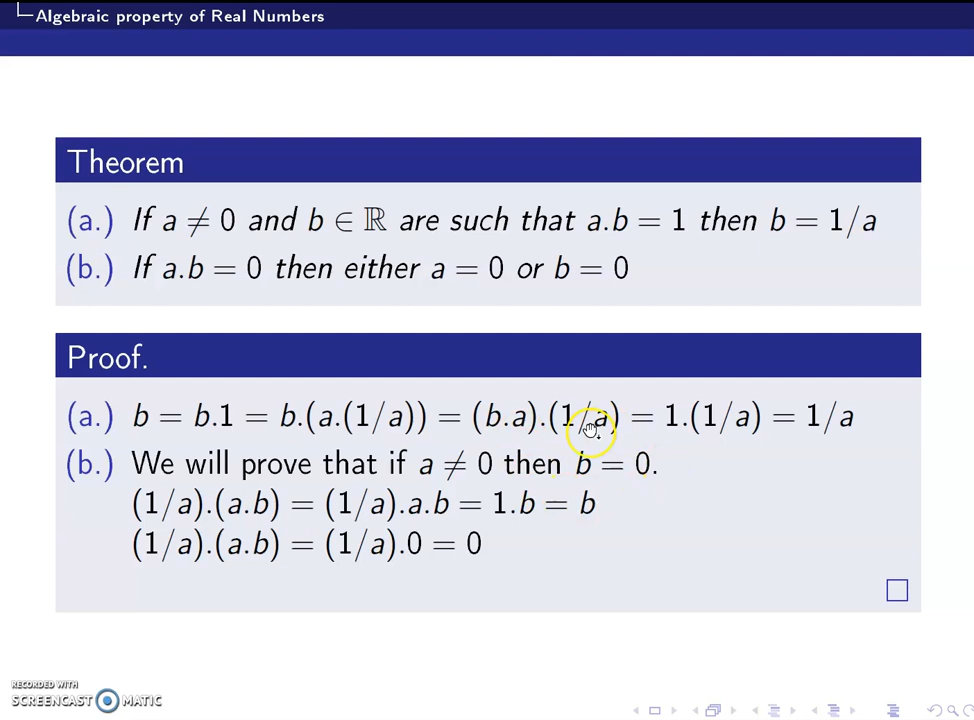 Algebraic property of Real Numbers
Theorem
(a.) If a ≠ 0 and b ∈ ℝ are such that a.b = 1 then b = 1/a
(b.) If a.b = 0 then either a = 0 or b = 0
Proof.
(a.) b = b.1 = b.(a.(1/a)) = (b.a).(1/a) = 1.(1/a) = 1/a
(b.) We will prove that if a ≠ 0 then b = 0.
(1/a).(a.b) = (1/a).a.b = 1.b = b
(1/a).(a.b) = (1/a).0 = 0
RECORDED WITH
SCREENCAST MATIC